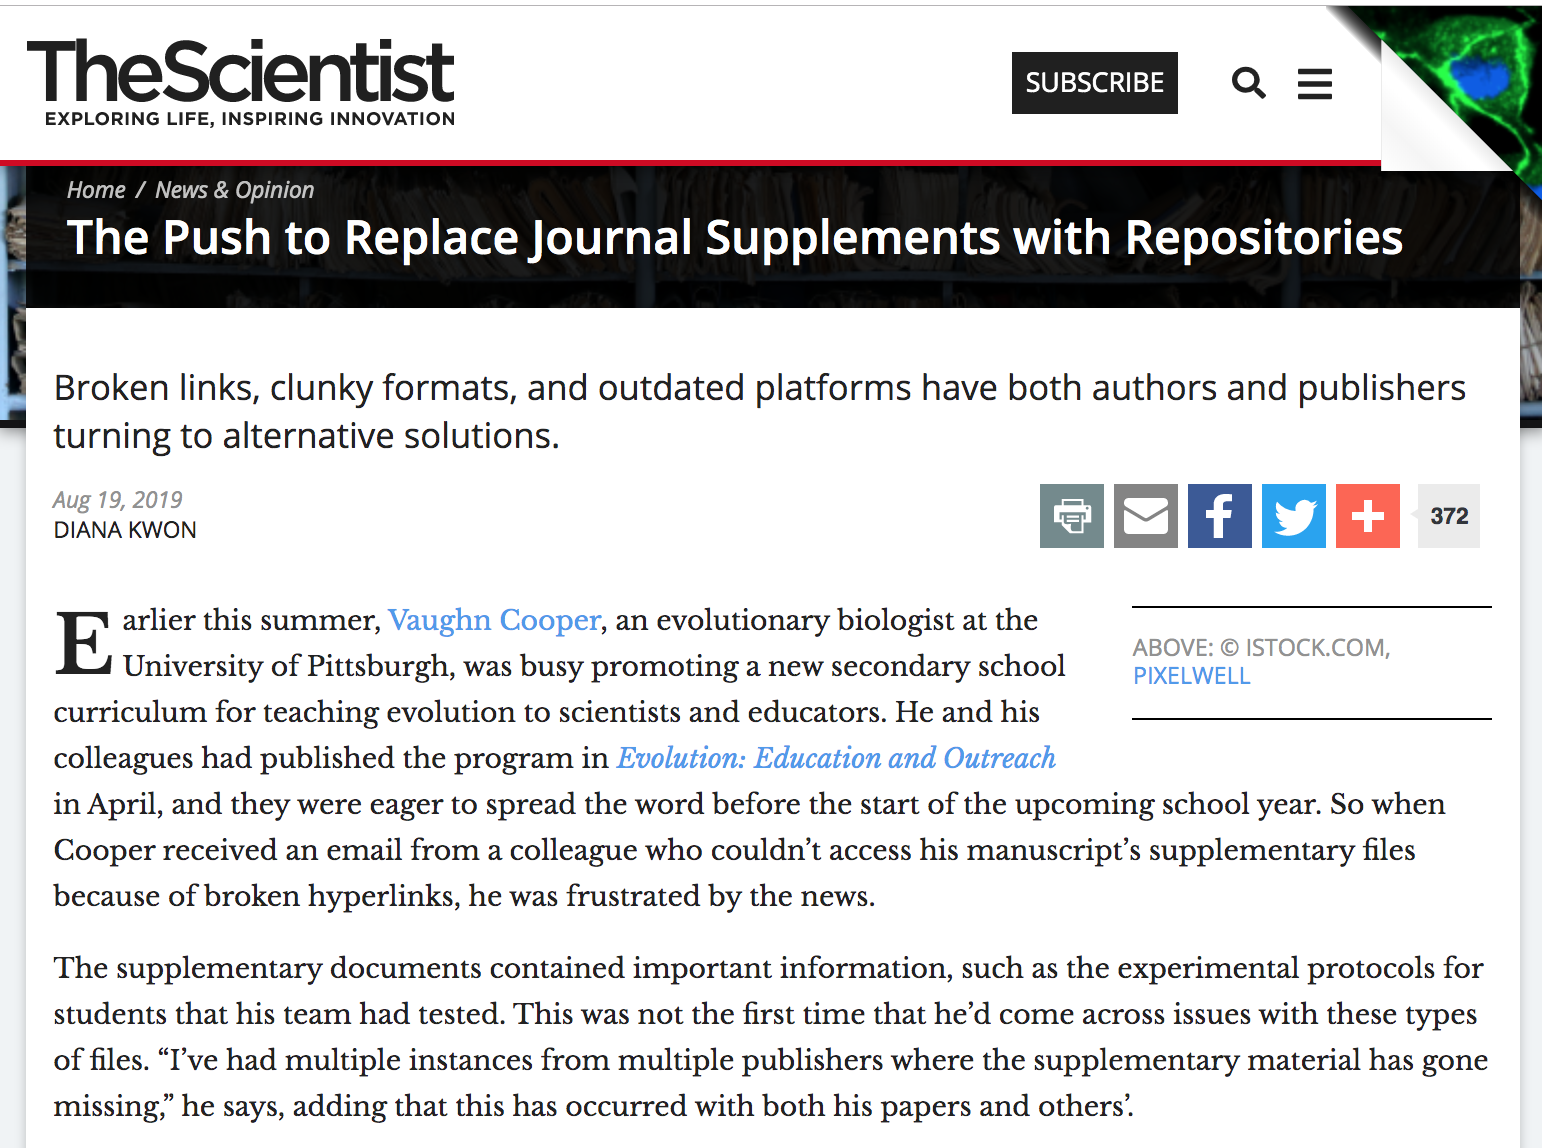 TheScientist
EXPLORING LIFE, INSPIRING INNOVATION
SUBSCRIBE
Home / News & Opinion
The Push to Replace Journal Supplements with Repositories
Broken links, clunky formats, and outdated platforms have both authors and publishers
turning to alternative solutions.
Aug 19, 2019
DIANA KWON
372
Earlier this summer, Vaughn Cooper, an evolutionary biologist at the
University of Pittsburgh, was busy promoting a new secondary school
curriculum for teaching evolution to scientists and educators. He and his
colleagues had published the program in Evolution: Education and Outreach
in April, and they were eager to spread the word before the start of the upcoming school year. So when
Cooper received an email from a colleague who couldn’t access his manuscript’s supplementary files
because of broken hyperlinks, he was frustrated by the news.
ABOVE: © ISTOCK.COM,
PIXELWELL
The supplementary documents contained important information, such as the experimental protocols for
students that his team had tested. This was not the first time that he’d come across issues with these types
of files. “I’ve had multiple instances from multiple publishers where the supplementary material has gone
missing,” he says, adding that this has occurred with both his papers and others’.